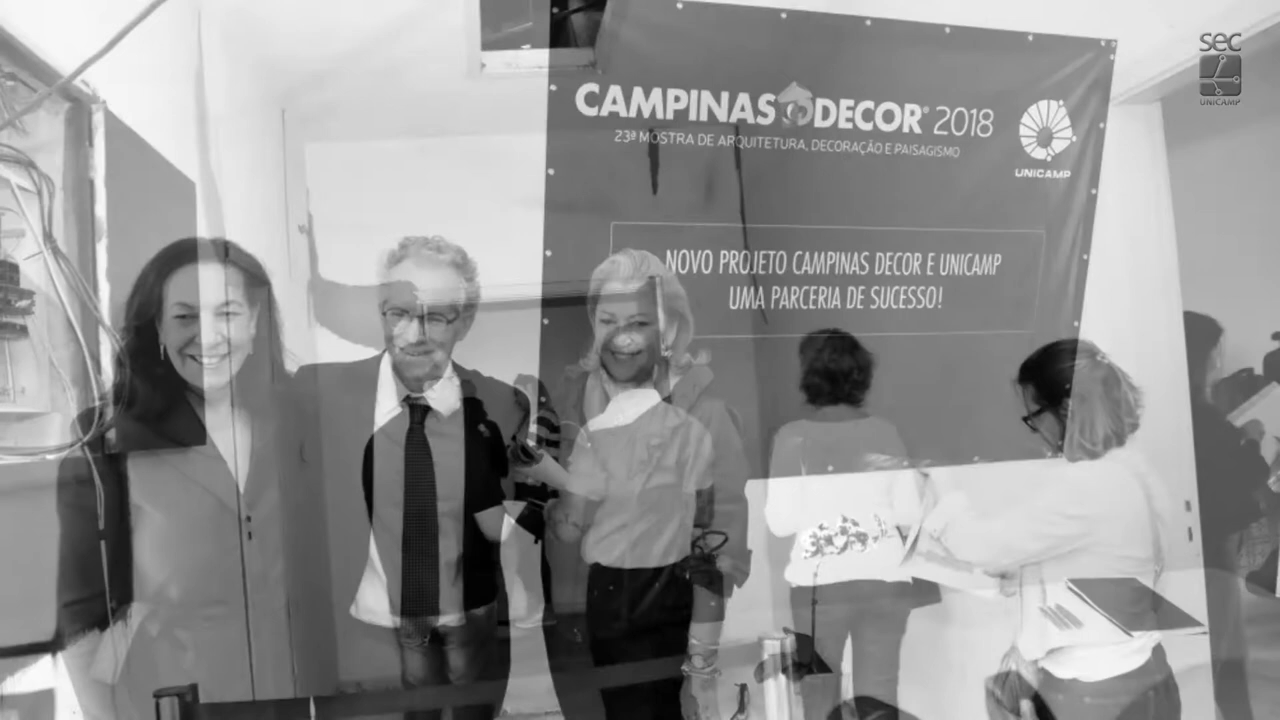 sec
UNICAMP
CAMPINAS DECOR® 2018
23ª MOSTRA DE ARQUITETURA, DECORAÇÃO E PAISAGISMO
UNICAMP
NOVO PROJETO CAMPINAS DECOR E UNICAMP
UMA PARCERIA DE SUCESSO!